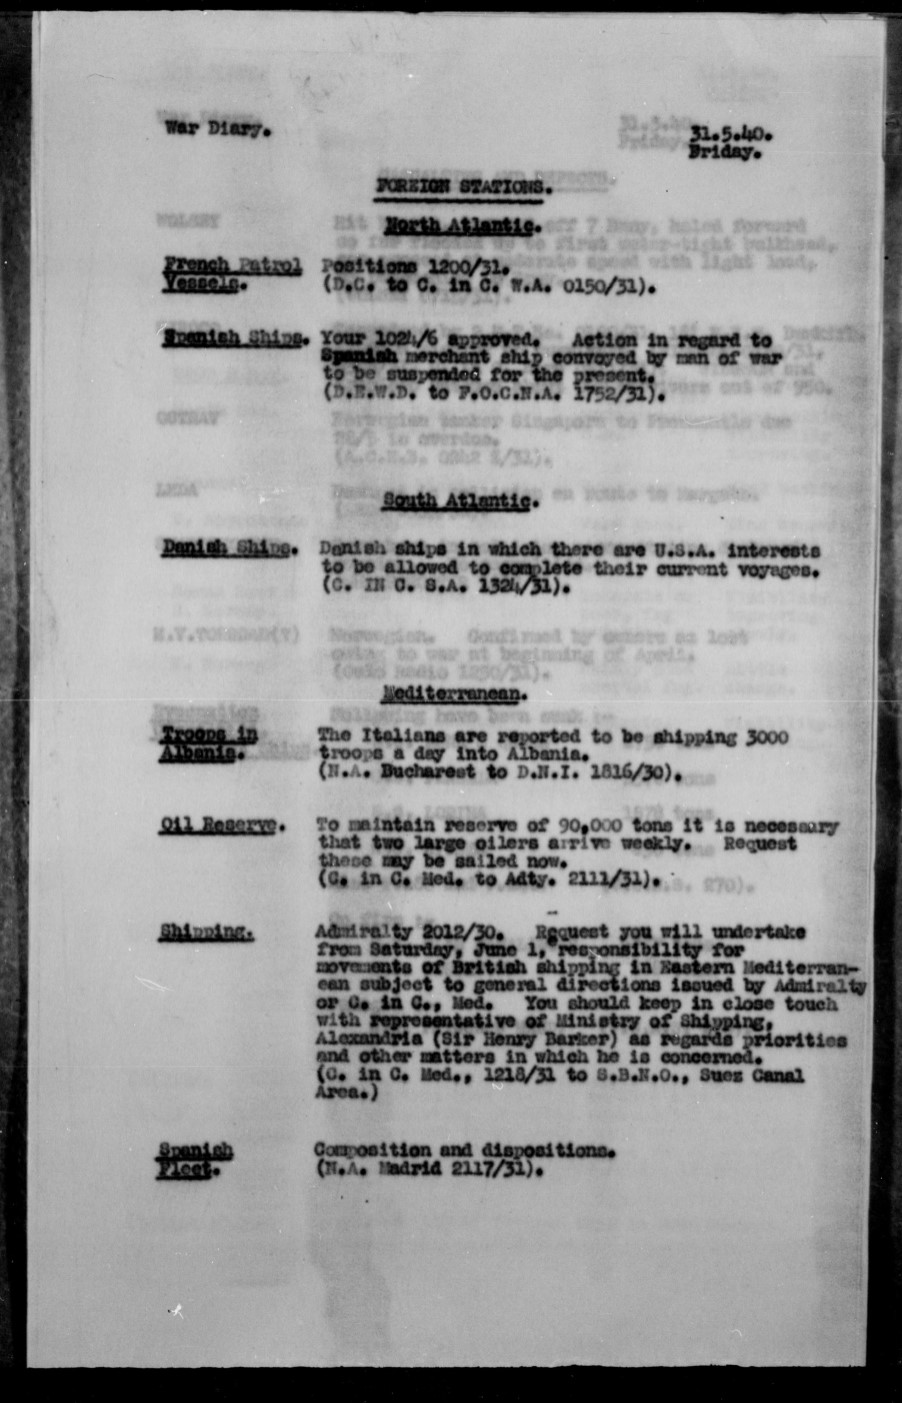 War Diary.
31.5.40.
Friday.
FOREIGN STATIONS.
North Atlantic.
French Patrol Positions 1200/31.
Vessels. (D.C. to C. in C. W.A. 0150/31).
Spanish Ships. Your 1024/6 approved. Action in regard to
Spanish merchant ship convoyed by man of war
to be suspended for the present.
(D.E.W.D. to F.O.C.N.A. 1752/31).
South Atlantic.
Danish Ships. Danish ships in which there are U.S.A. interests
to be allowed to complete their current voyages.
(C. IN C. S.A. 1324/31).
Mediterranean.
Troops in The Italians are reported to be shipping 3000
Albania. troops a day into Albania.
(N.A. Bucharest to D.N.I. 1816/30).
Oil Reserve. To maintain reserve of 90,000 tons it is necessary
that two large oilers arrive weekly. Request
these may be sailed now.
(C. in C. Med. to Adty. 2111/31).
Shipping. Admiralty 2012/30. Request you will undertake
from Saturday, June 1, responsibility for
movements of British shipping in Eastern Mediterran-
ean subject to general directions issued by Admiralty
or C. in C., Med. You should keep in close touch
with representative of Ministry of Shipping,
Alexandria (Sir Henry Barker) as regards priorities
and other matters in which he is concerned.
(C. in C. Med., 1218/31 to S.B.N.O., Suez Canal
Area.)
Spanish Composition and dispositions.
Fleet. (N.A. Madrid 2117/31).